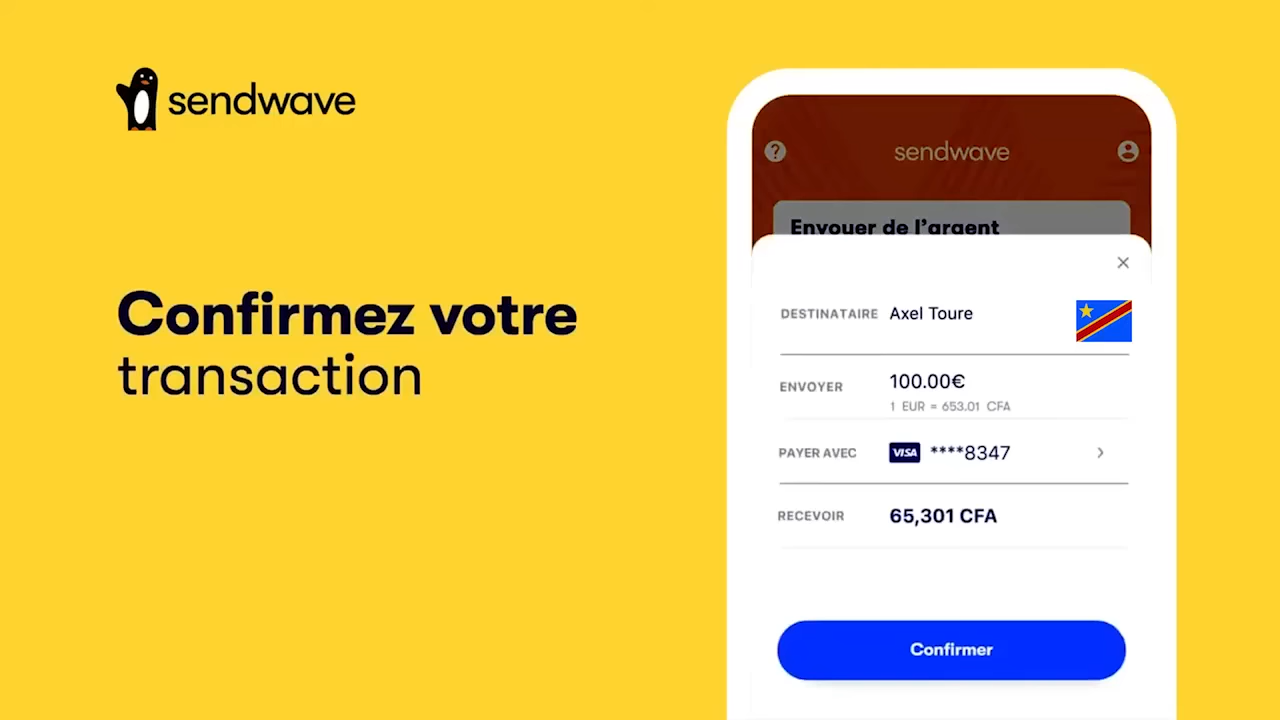 sendwave
Confirmez votre
transaction
sendwave
Envouer de l'argent
DESTINATAIRE Axel Toure
ENVOYER 100.00€
1 EUR = 653.01 CFA
PAYER AVEC VISA ****8347
RECEVOIR 65,301 CFA
Confirmer